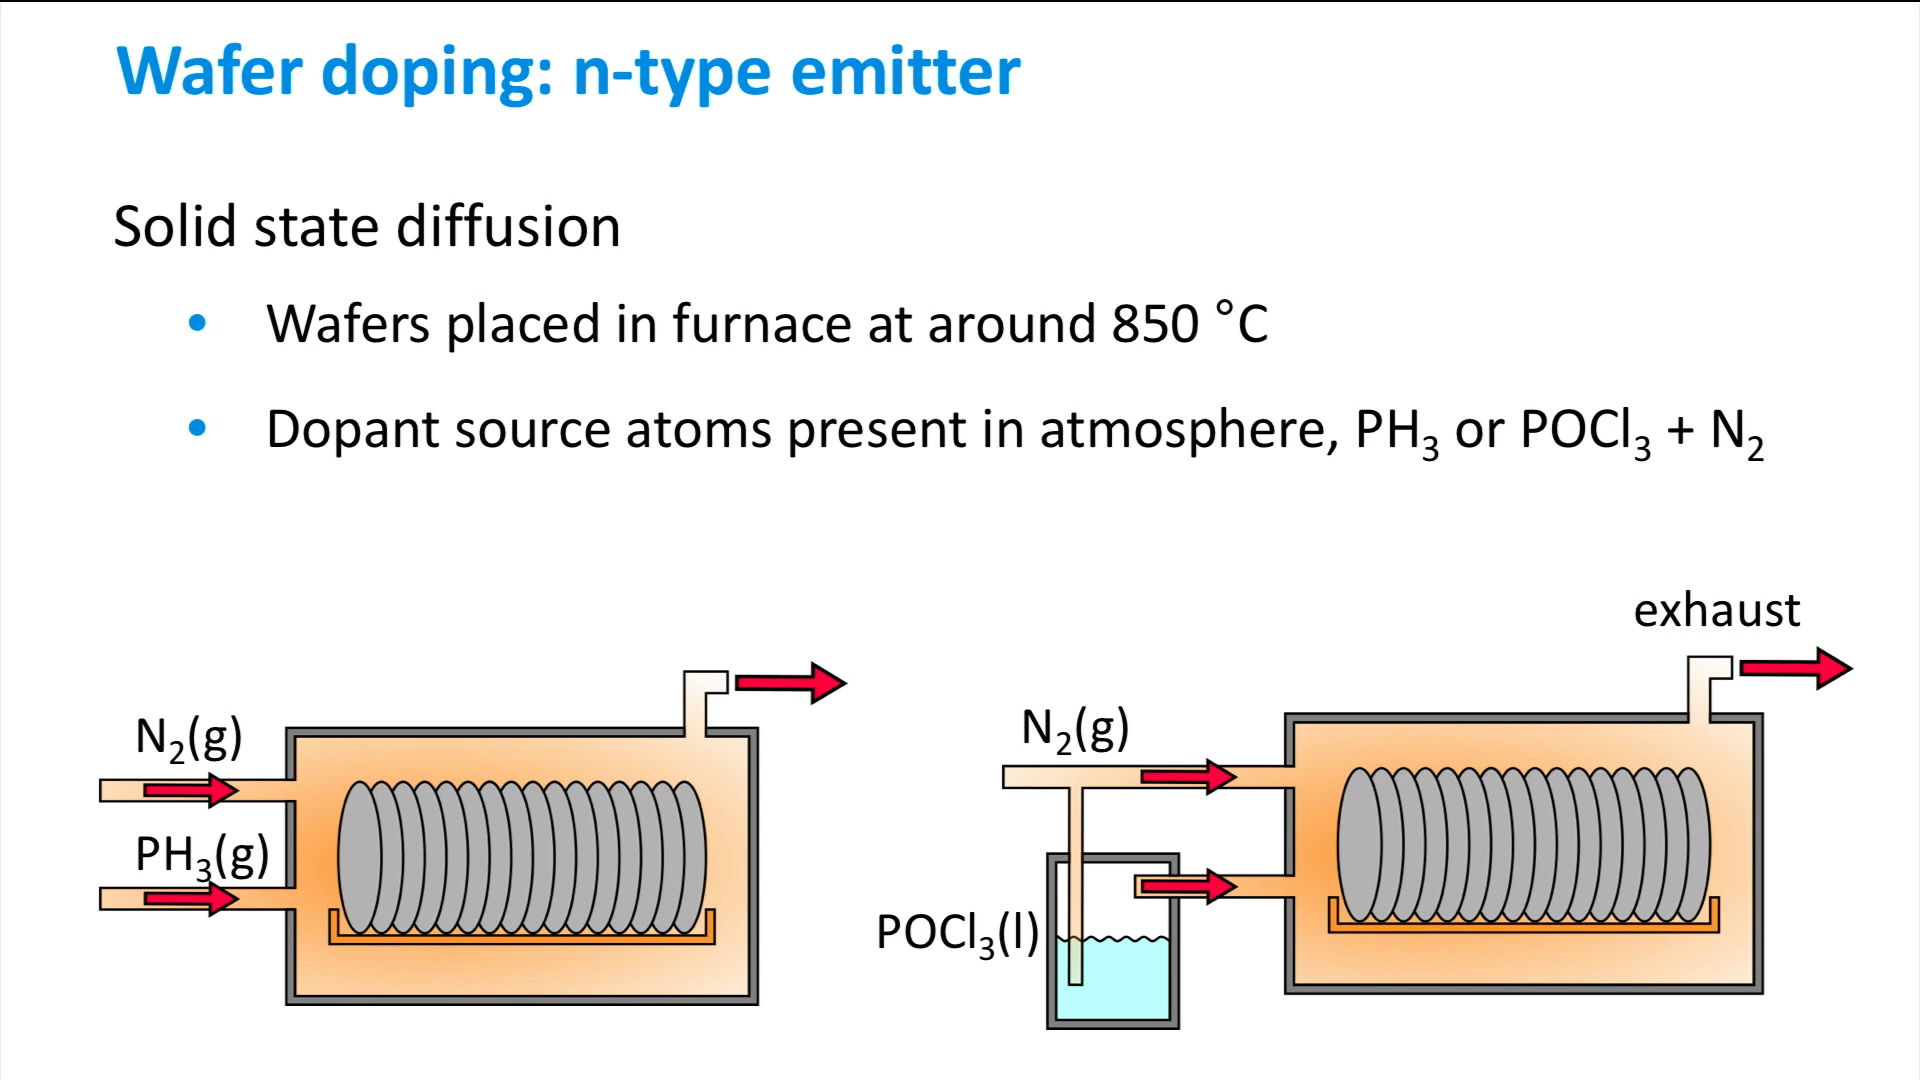 Wafer doping: n-type emitter
Solid state diffusion
• Wafers placed in furnace at around 850 °C
• Dopant source atoms present in atmosphere, PH₃ or POCl₃ + N₂
N₂(g)
PH₃(g)
exhaust
N₂(g)
POCl₃(l)